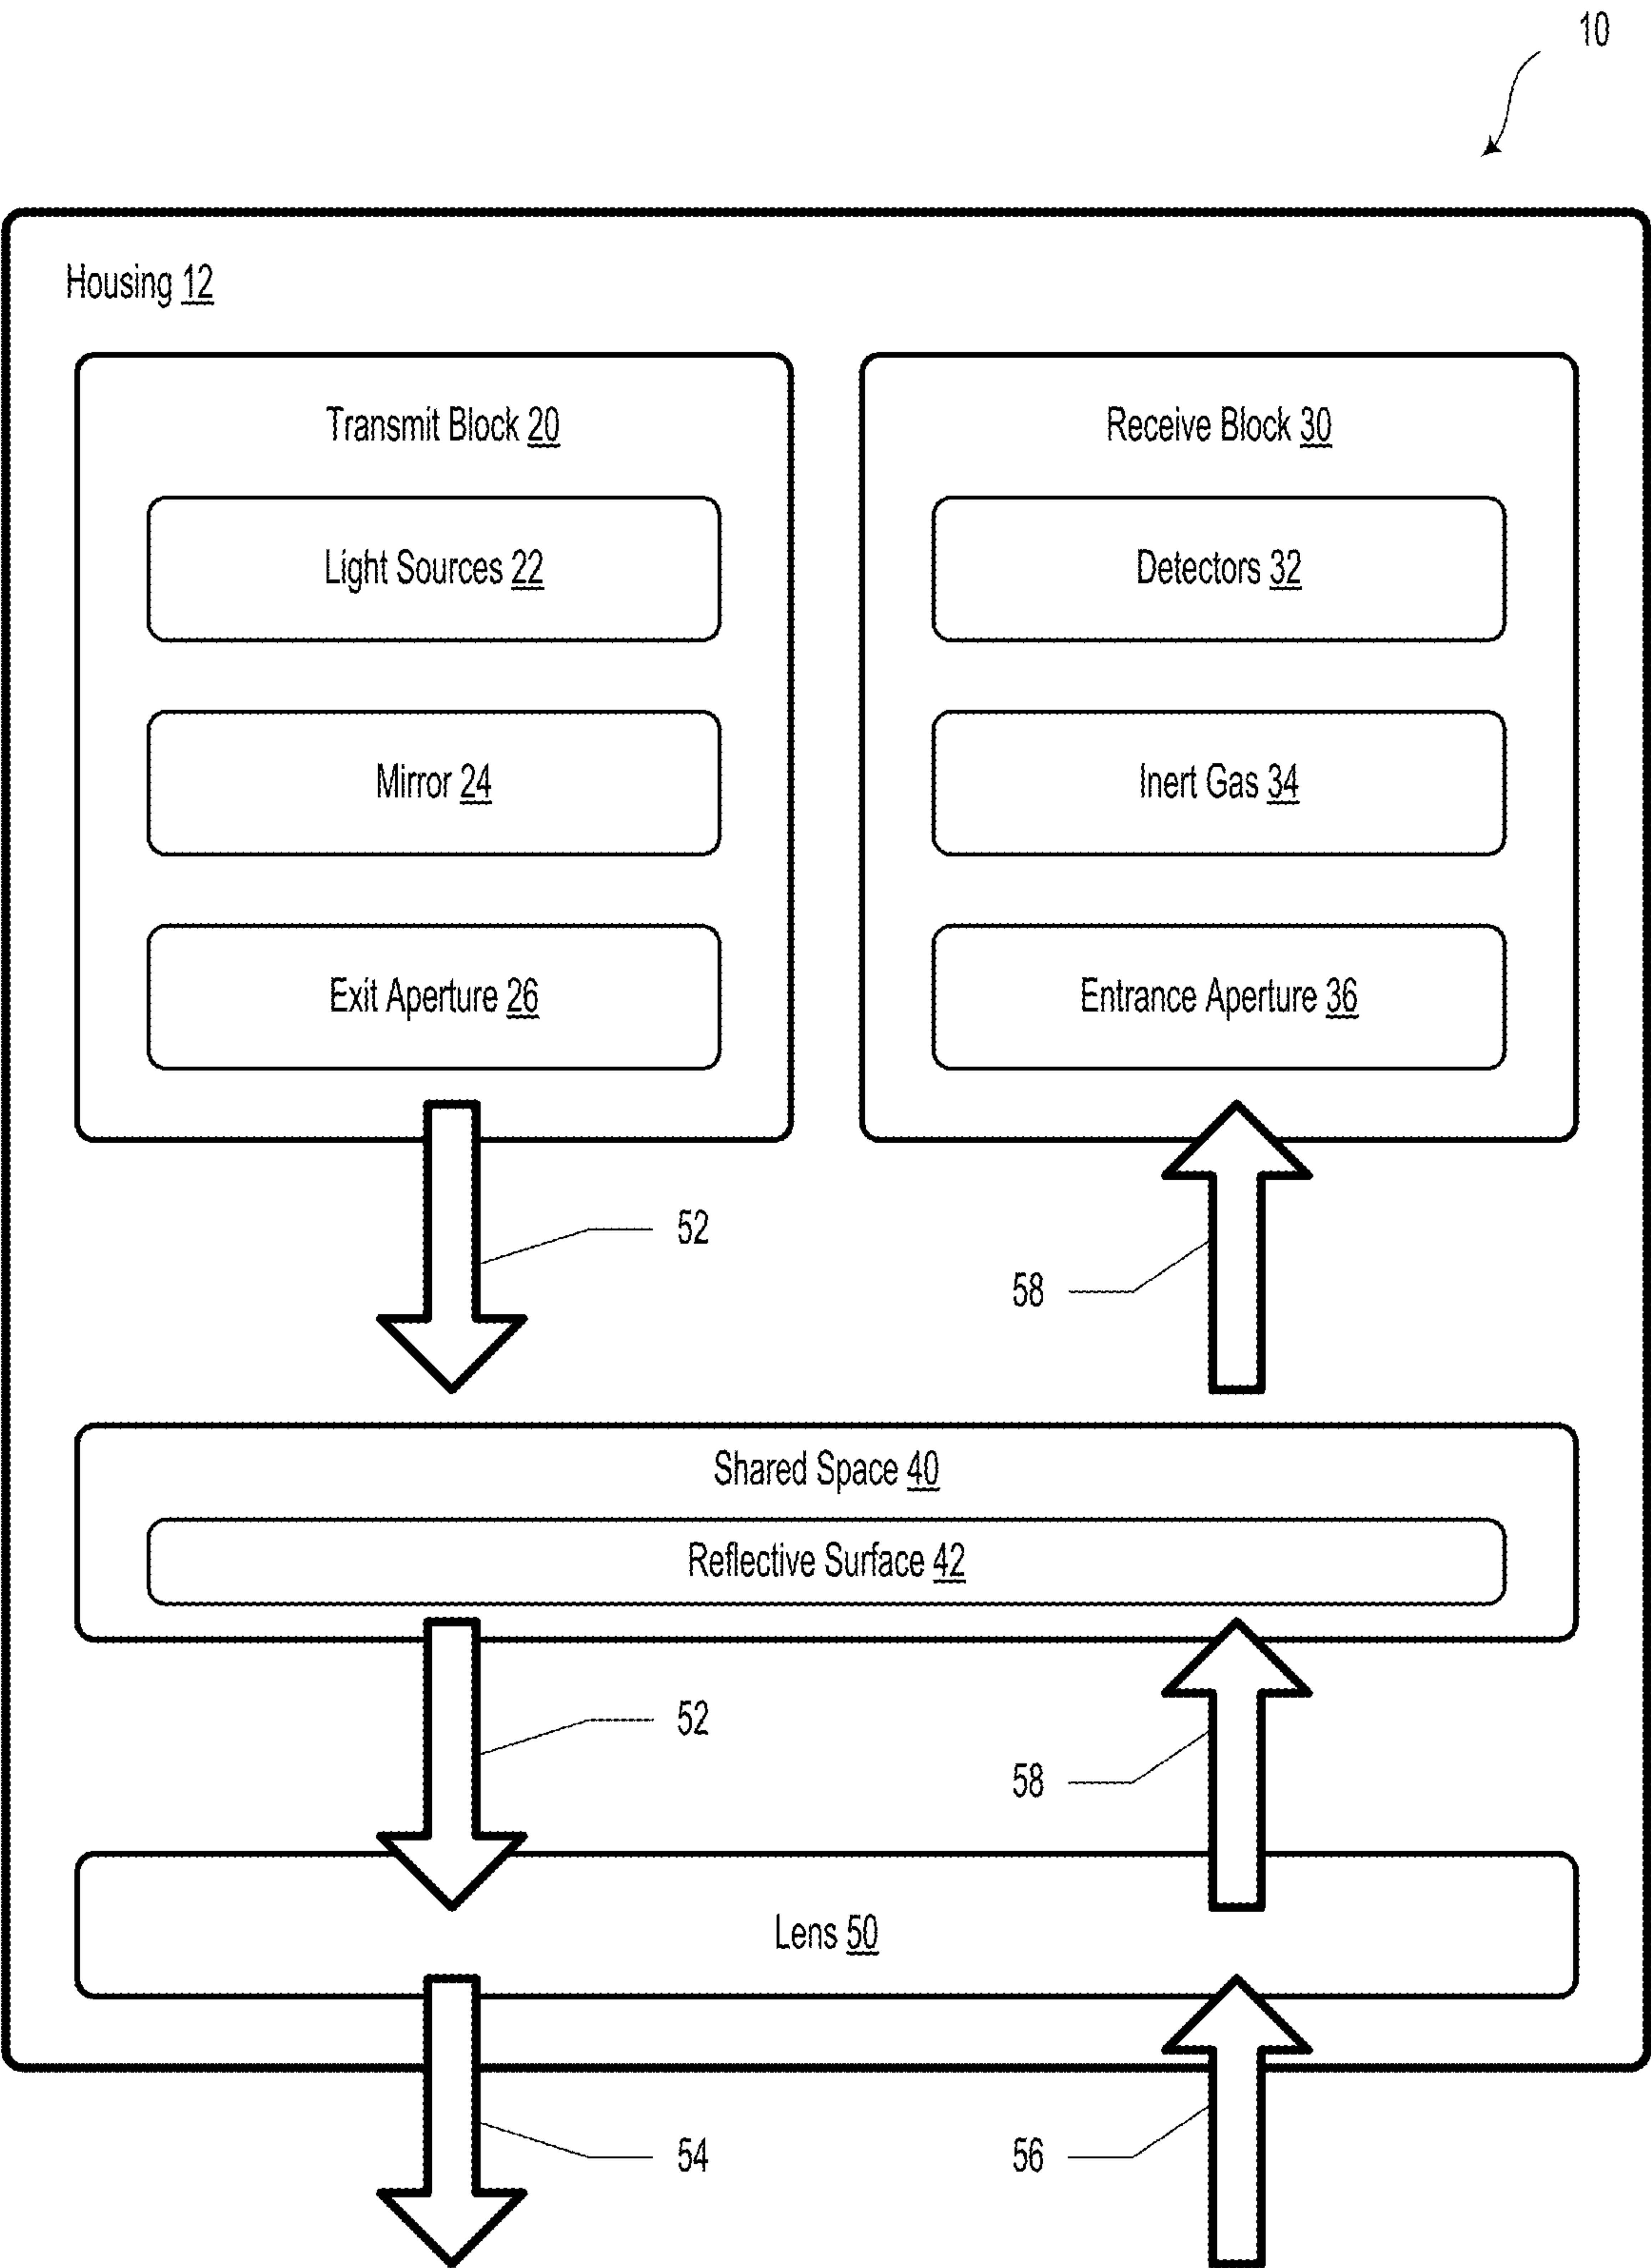 10
Housing 12
Transmit Block 20
Receive Block 30
Light Sources 22
Detectors 32
Mirror 24
Inert Gas 34
Exit Aperture 26
Entrance Aperture 36
52
58
Shared Space 40
Reflective Surface 42
52
58
Lens 50
54
56